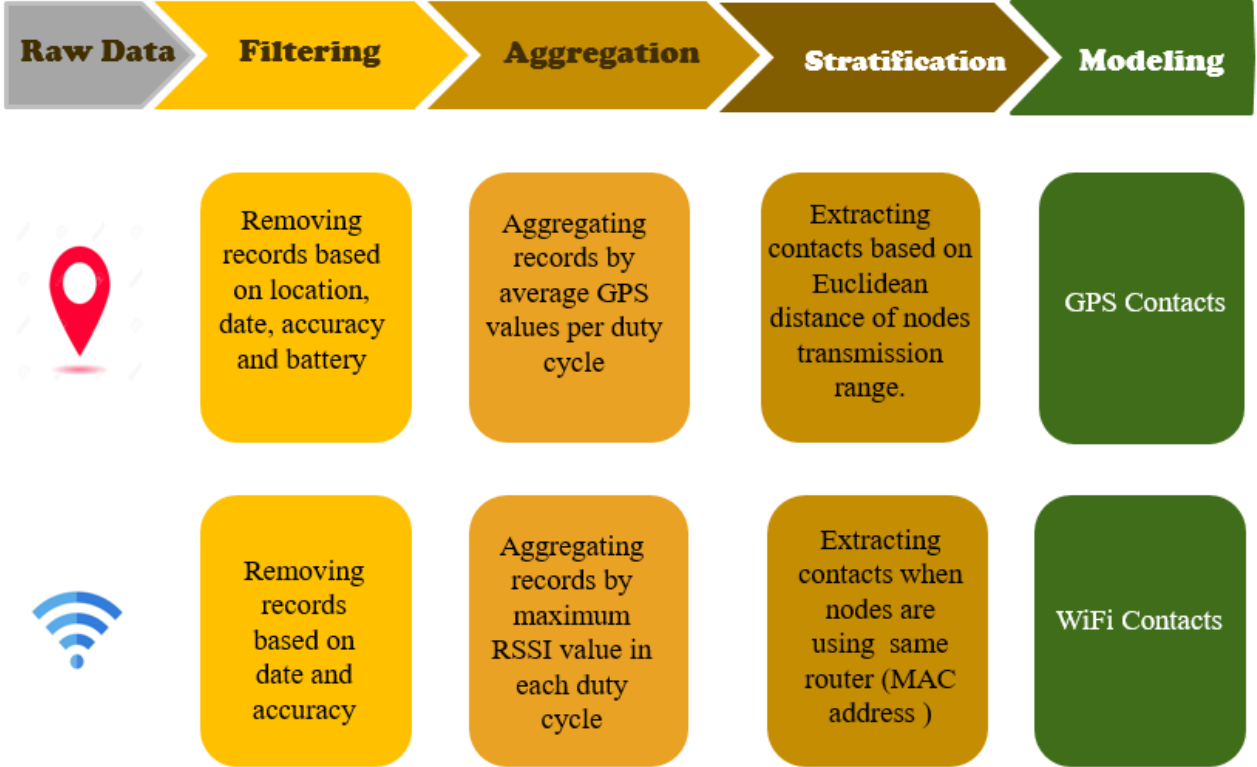 Raw Data
Filtering
Aggregation
Stratification
Modeling
Removing
records based
on location,
date, accuracy
and battery
Aggregating
records by
average GPS
values per duty
cycle
Extracting
contacts based on
Euclidean
distance of nodes
transmission
range.
GPS Contacts
Removing
records
based on
date and
accuracy
Aggregating
records by
maximum
RSSI value in
each duty
cycle
Extracting
contacts when
nodes are
using  same
router (MAC
address )
WiFi Contacts